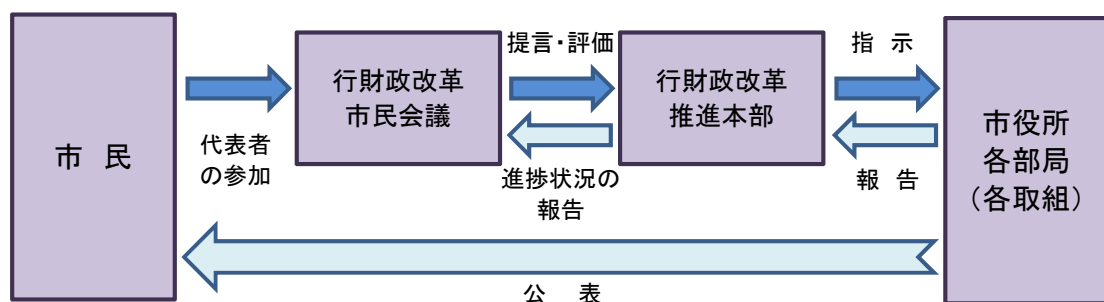 市 民
代表者
の参加
行財政改革
市民会議
提言・評価
進捗状況の
報告
行財政改革
推進本部
指 示
報 告
市役所
各部局
（各取組）
公 表